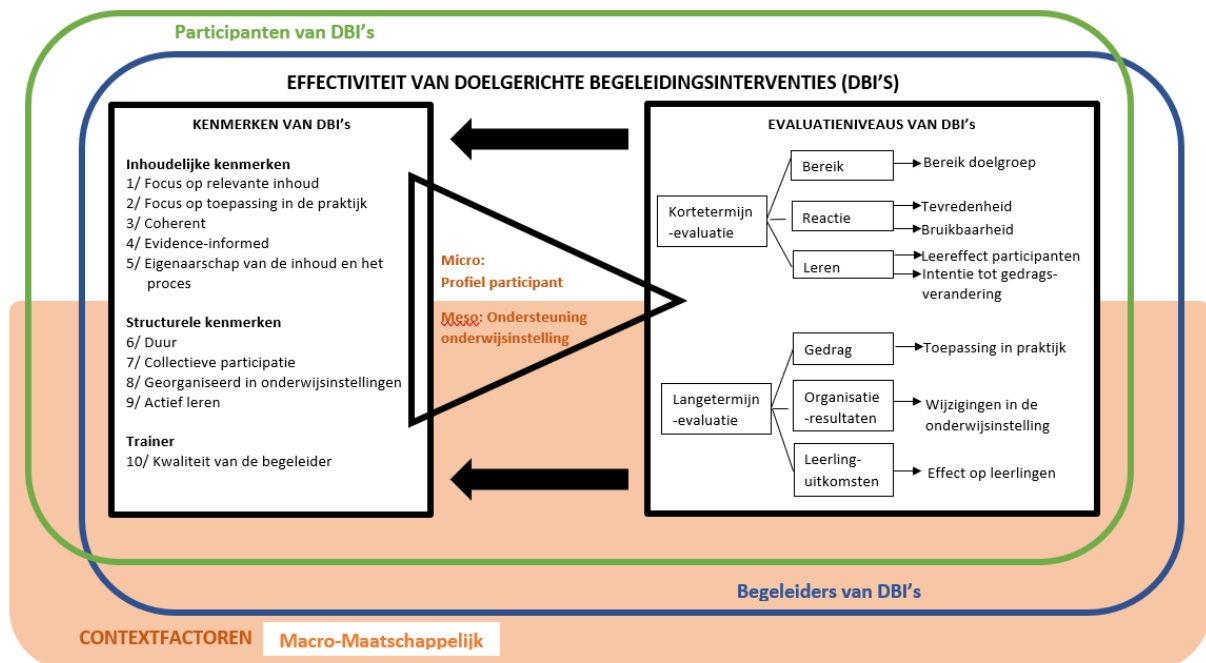 Participanten van DBI's
EFFECTIVITEIT VAN DOELGERICHTE BEGELEIDINGSINTERVENTIES (DBI'S)
KENMERKEN VAN DBI's
Inhoudelijke kenmerken
1/ Focus op relevante inhoud
2/ Focus op toepassing in de praktijk
3/ Coherent
4/ Evidence-informed
5/ Eigenaarschap van de inhoud en het
proces
Structurele kenmerken
6/ Duur
7/ Collectieve participatie
8/ Georganiseerd in onderwijsinstellingen
9/ Actief leren
Trainer
10/ Kwaliteit van de begeleider
Micro:
Profiel participant
Meso: Ondersteuning
onderwijsinstelling
EVALUATIENIVEAUS VAN DBI's
Kortetermijn
-evaluatie
Bereik
Bereik doelgroep
Reactie
Tevredenheid
Bruikbaarheid
Leren
Leereffect participanten
Intentie tot gedrags-
verandering
Langetermijn
-evaluatie
Gedrag
Toepassing in praktijk
Organisatie
-resultaten
Wijzigingen in de
onderwijsinstelling
Leerling-
uitkomsten
Effect op leerlingen
Begeleiders van DBI's
CONTEXTFACTOREN
Macro-Maatschappelijk